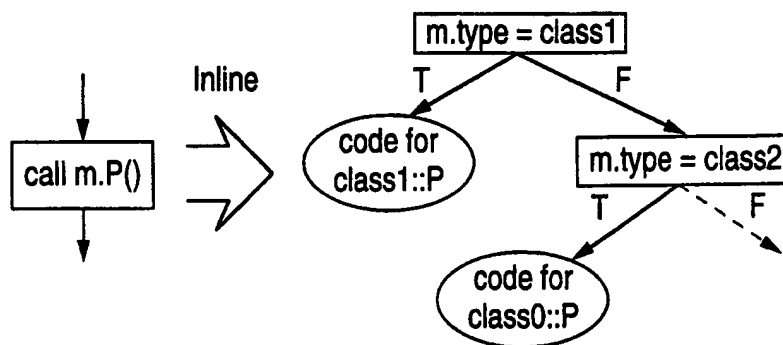 m.type = class1
T
F
Inline
code for
class1::P
call m.P()
m.type = class2
T
F
code for
class0::P